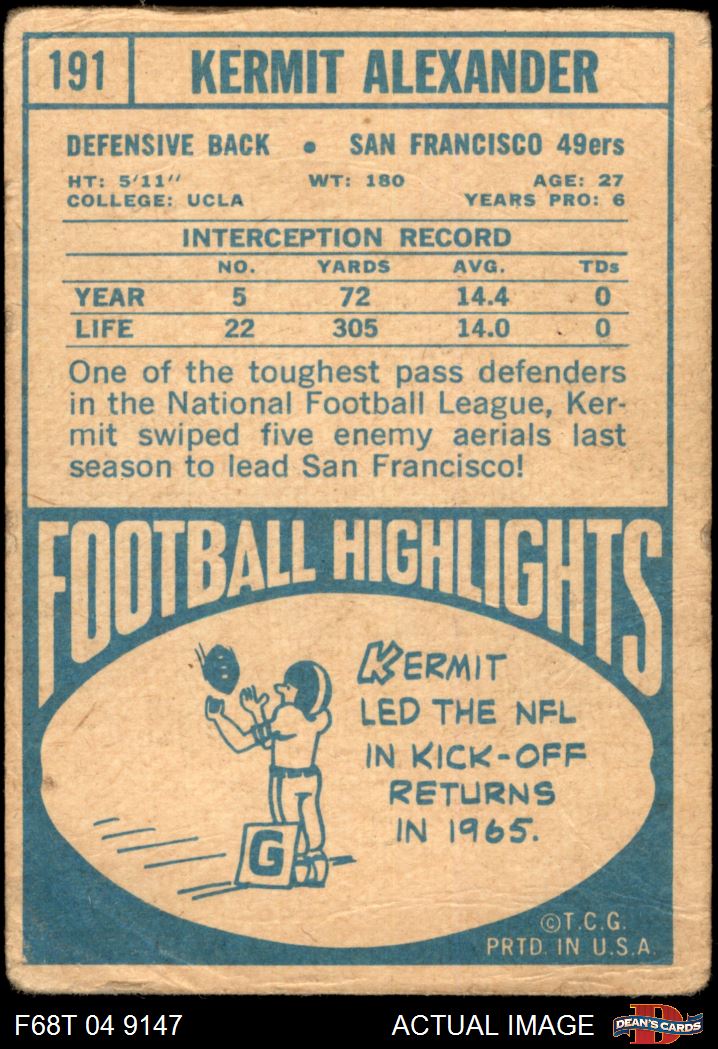 191 KERMIT ALEXANDER
DEFENSIVE BACK • SAN FRANCISCO 49ers
HT: 5'11" WT: 180 AGE: 27
COLLEGE: UCLA YEARS PRO: 6
INTERCEPTION RECORD
NO. YARDS AVG. TDs
YEAR 5 72 14.4 0
LIFE 22 305 14.0 0
One of the toughest pass defenders
in the National Football League, Ker-
mit swiped five enemy aerials last
season to lead San Francisco!
FOOTBALL HIGHLIGHTS
KERMIT
LED THE NFL
IN KICK-OFF
RETURNS
IN 1965.
G
©T.C.G.
PRTD. IN U.S.A.
F68T 04 9147 ACTUAL IMAGE D DEAN'S CARDS